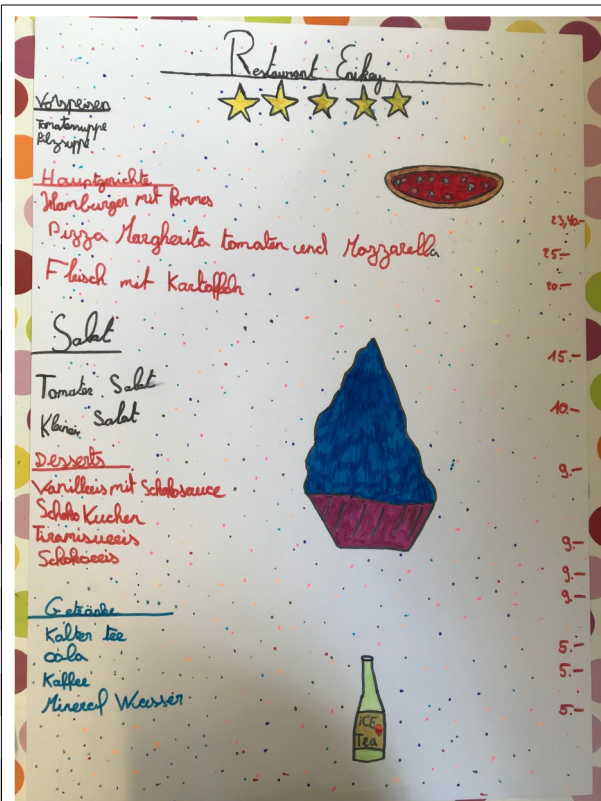 Restaurant Erikay
Vorspeisen
Tomatensuppe
Pilzsuppe
Hauptgerichte
Hamburger mit Pommes
23,40.-
Pizza Margherita tomaten und Mozzarella
25.-
Fleisch mit Kartoffeln
20.-
Salat
15.-
Tomaten Salat
10.-
Kleiner Salat
Desserts
9.-
Vanilleeis mit Schokosauce
Schoko Kuchen
Tiramisueeis
9.-
Schokoeis
9.-
9.-
Getränke
Kalter tee
5.-
cola
5.-
Kaffee
Mineral Wasser
5.-
ICE
Tea